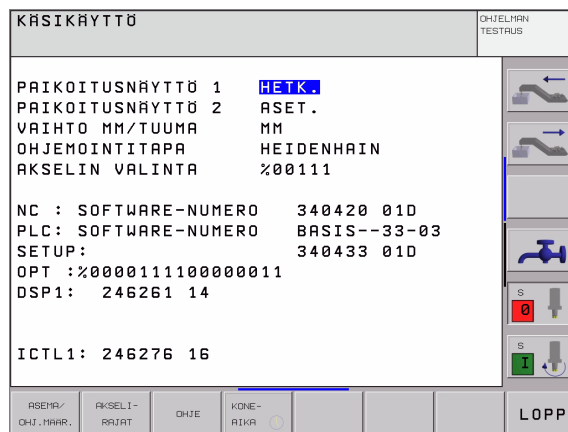 KÄSIKÄYTTÖ
OHJELMAN
TESTAUS
PAIKOITUSNÄYTTÖ 1 HETK.
PAIKOITUSNÄYTTÖ 2 ASET.
VAIHTO MM/TUUMA MM
OHJEMOINTITAPA HEIDENHAIN
AKSELIN VALINTA %00111
NC : SOFTWARE-NUMERO 340420 01D
PLC: SOFTWARE-NUMERO BASIS--33-03
SETUP: 340433 01D
OPT :%0000111100000011
DSP1: 246261 14
ICTL1: 246276 16
S
0
S
I
ASEMA/
OHJ.MÄÄR.
AKSELI-
RAJAT
OHJE
KONE-
AIKA
LOPP